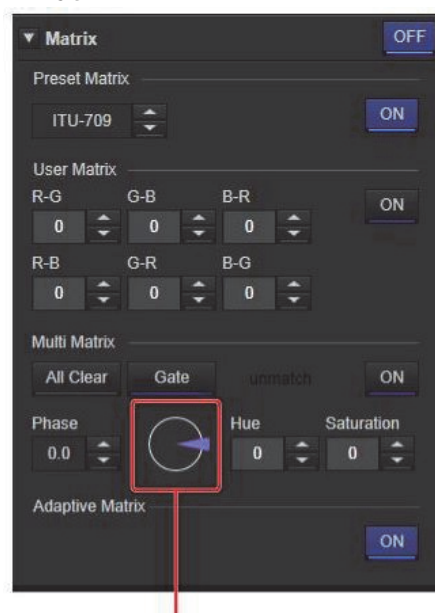 ▼ Matrix OFF
Preset Matrix
ITU-709 ON
User Matrix
R-G G-B B-R ON
0 0 0
R-B G-R B-G
0 0 0
Multi Matrix
All Clear Gate unmatch ON
Phase Hue Saturation
0.0 0 0
Adaptive Matrix
ON